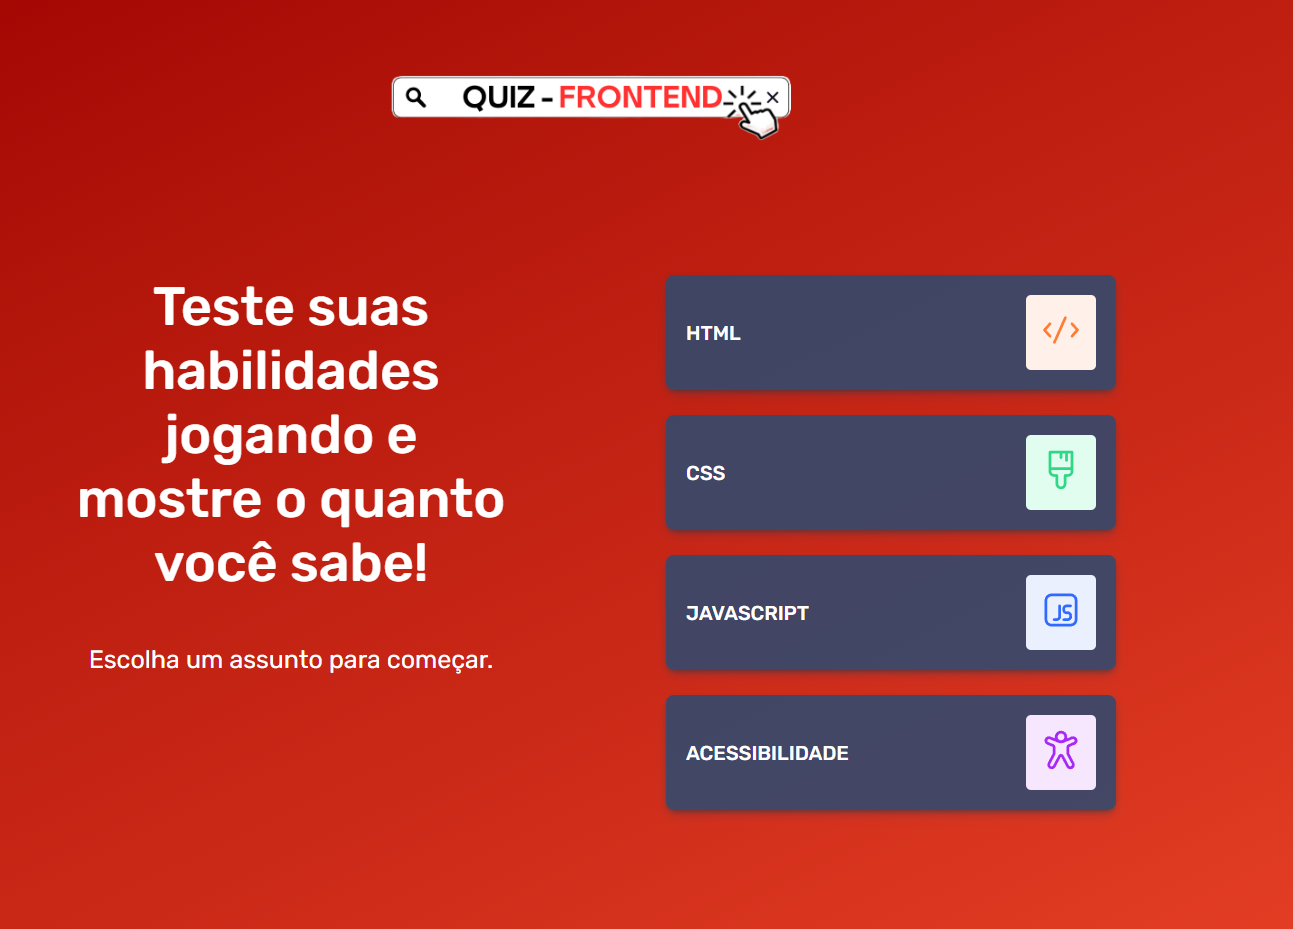 QUIZ - FRONTEND
Teste suas
habilidades
jogando e
mostre o quanto
você sabe!
Escolha um assunto para começar.
HTML
CSS
JAVASCRIPT
JS
ACESSIBILIDADE